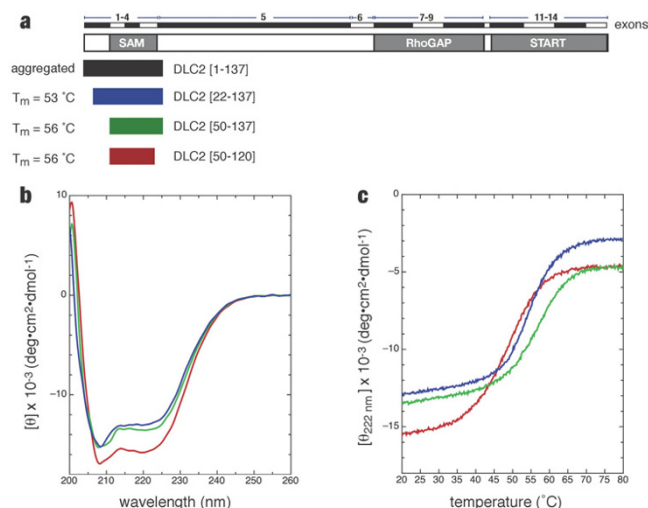 a
1-4 5 6 7-9 11-14 exons
SAM RhoGAP START
aggregated DLC2 [1-137]
Tm = 53 ˚C DLC2 [22-137]
Tm = 56 ˚C DLC2 [50-137]
Tm = 56 ˚C DLC2 [50-120]
b
10
0
-10
[θ] x 10-3 (deg•cm2•dmol-1)
200 210 220 230 240 250 260
wavelength (nm)
c
0
-5
-10
-15
[θ222 nm] x 10-3 (deg•cm2•dmol-1)
20 25 30 35 40 45 50 55 60 65 70 75 80
temperature (˚C)